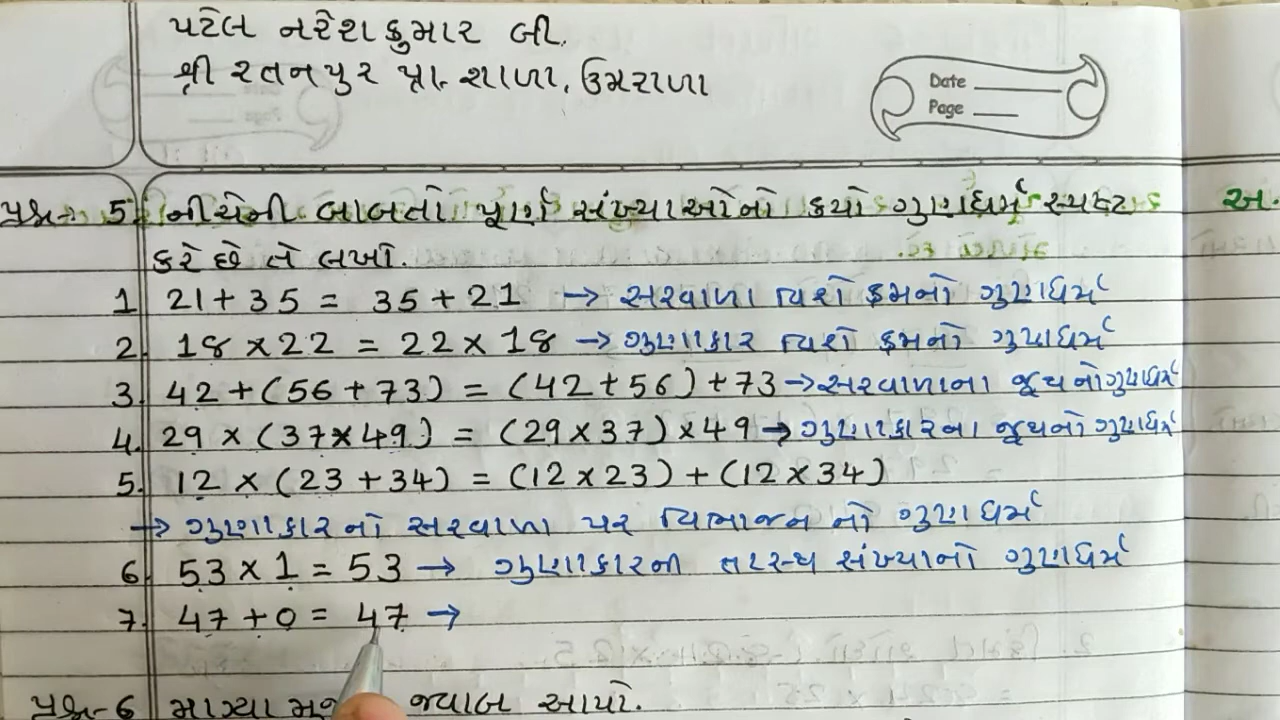 પટેલ નરેશકુમાર બી.
શ્રી રતનપુર પ્રા. શાળા, ઉમરાળા
Date
Page
પ્રશ્ન-5 નીચેની બાબતો પૂર્ણ સંખ્યાઓનો કયો ગુણધર્મ સ્પષ્ટ
અ.
કરે છે તે લખો.
1 21 + 35 = 35 + 21 → સરવાળા વિશે ક્રમનો ગુણધર્મ
2. 18 × 22 = 22 × 18 → ગુણાકાર વિશે ક્રમનો ગુણધર્મ
3. 42 + (56 + 73) = (42 + 56) + 73 → સરવાળાના જૂથનો ગુણધર્મ
4. 29 × (37 × 49) = (29 × 37) × 49 → ગુણાકારના જૂથનો ગુણધર્મ
5. 12 × (23 + 34) = (12 × 23) + (12 × 34)
→ ગુણાકારનો સરવાળા પર વિભાજન નો ગુણધર્મ
6. 53 × 1 = 53 → ગુણાકારની તટસ્થ સંખ્યાનો ગુણધર્મ
7. 47 + 0 = 47 →
પ્રશ્ન-6 માગ્યા જવાબ આપો.